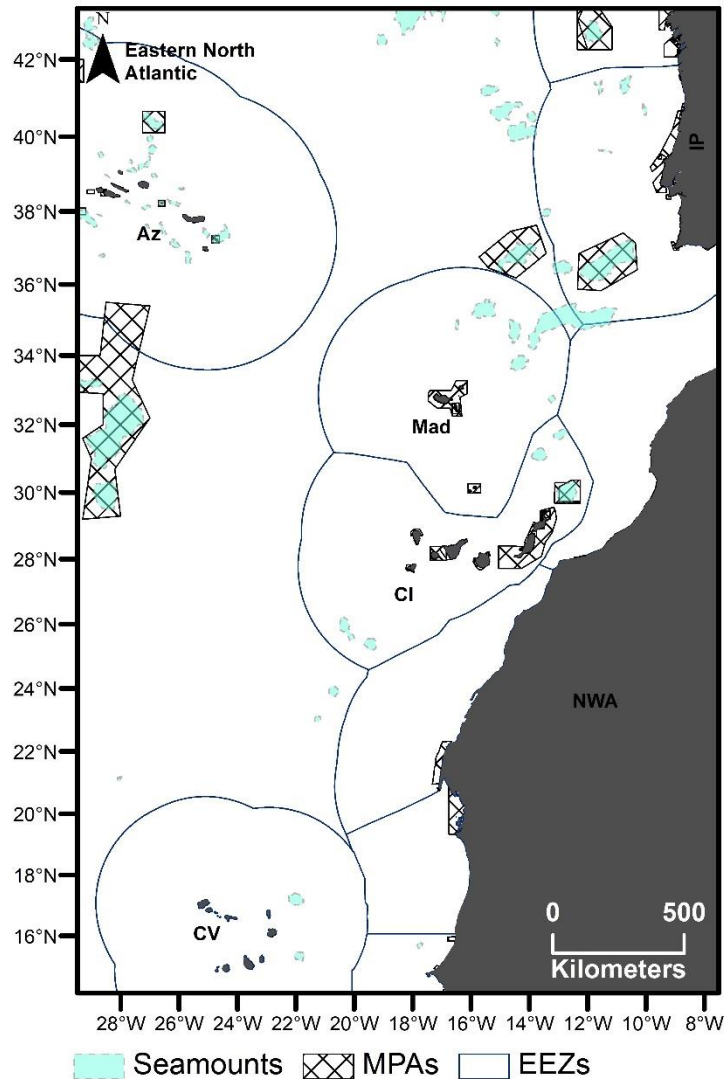 N
Eastern North
Atlantic
42°N
40°N
38°N
36°N
34°N
32°N
30°N
28°N
26°N
24°N
22°N
20°N
18°N
16°N
IP
Az
Mad
CI
NWA
CV
0 500
Kilometers
28°W 26°W 24°W 22°W 20°W 18°W 16°W 14°W 12°W 10°W 8°W
Seamounts MPAs EEZs